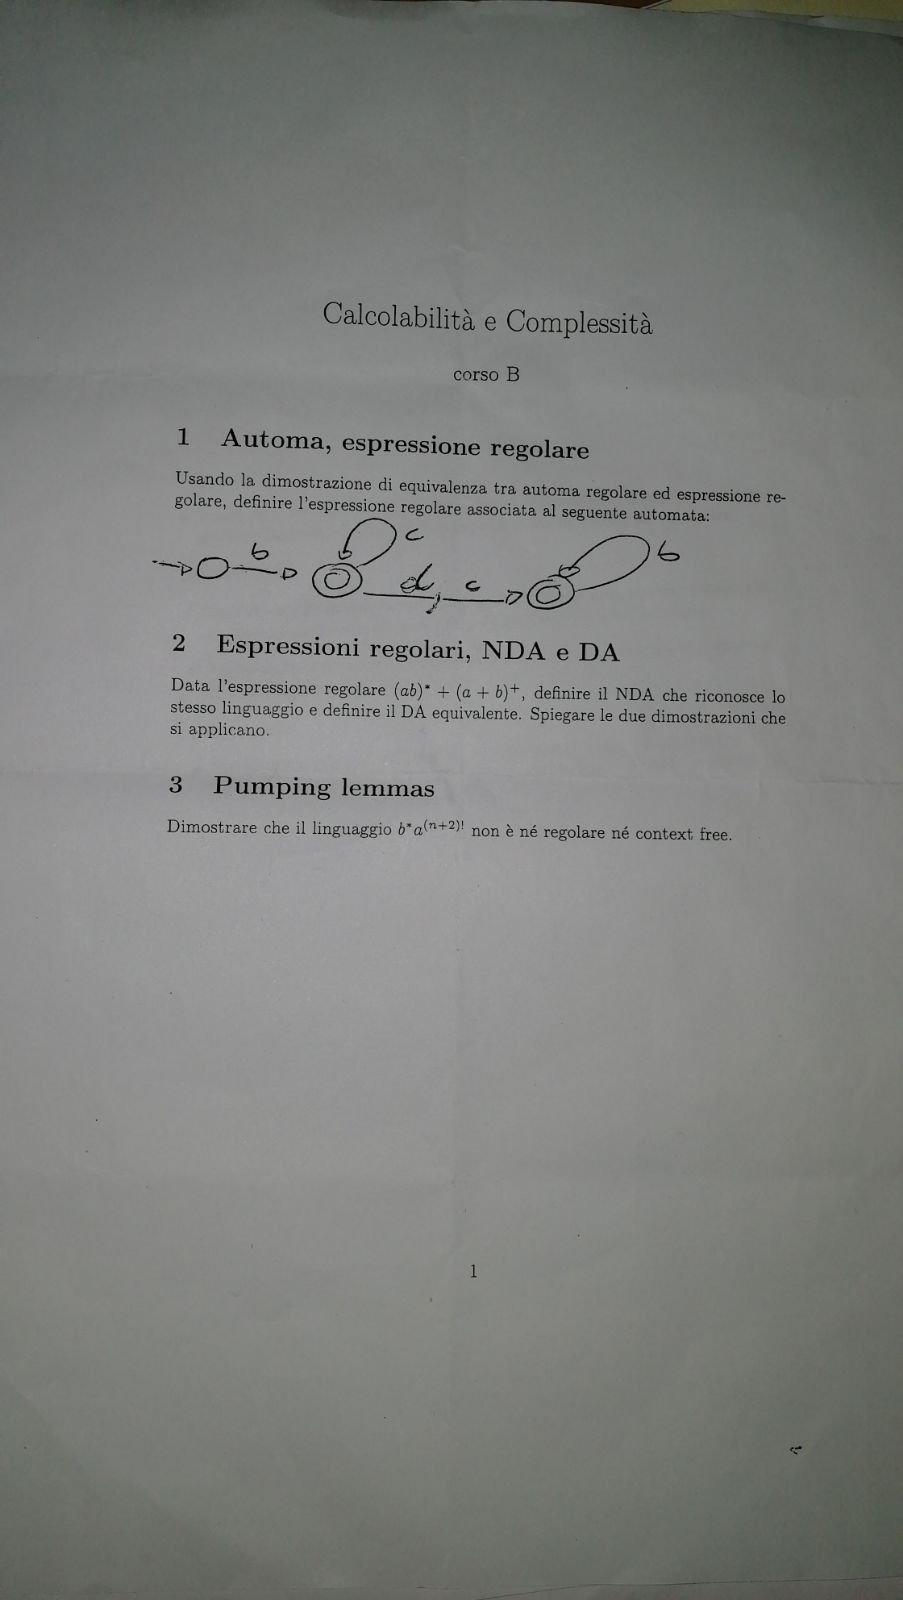 Calcolabilità e Complessità
corso B
1 Automa, espressione regolare
Usando la dimostrazione di equivalenza tra automa regolare ed espressione re-
golare, definire l'espressione regolare associata al seguente automata:
b c d, c b
2 Espressioni regolari, NDA e DA
Data l'espressione regolare (ab)* + (a + b)⁺, definire il NDA che riconosce lo
stesso linguaggio e definire il DA equivalente. Spiegare le due dimostrazioni che
si applicano.
3 Pumping lemmas
Dimostrare che il linguaggio b*a⁽ⁿ⁺²⁾! non è né regolare né context free.
1